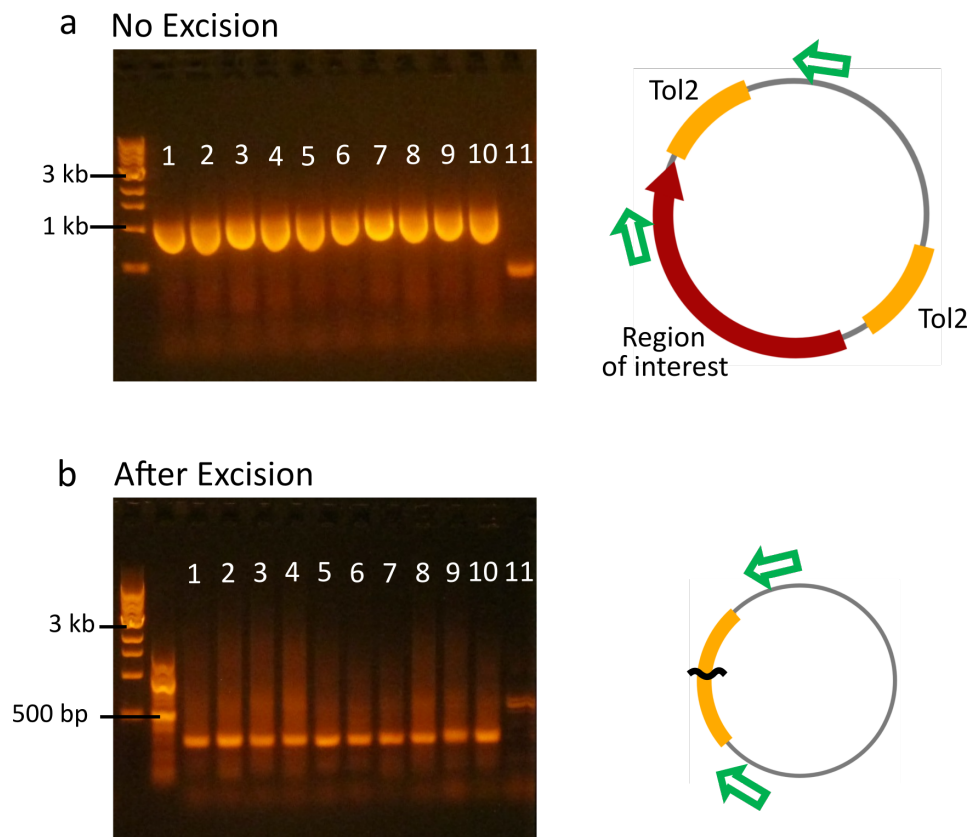 a No Excision
1 2 3 4 5 6 7 8 9 10 11
3 kb
1 kb
Tol2
Tol2
Region
of interest
b After Excision
1 2 3 4 5 6 7 8 9 10 11
3 kb
500 bp